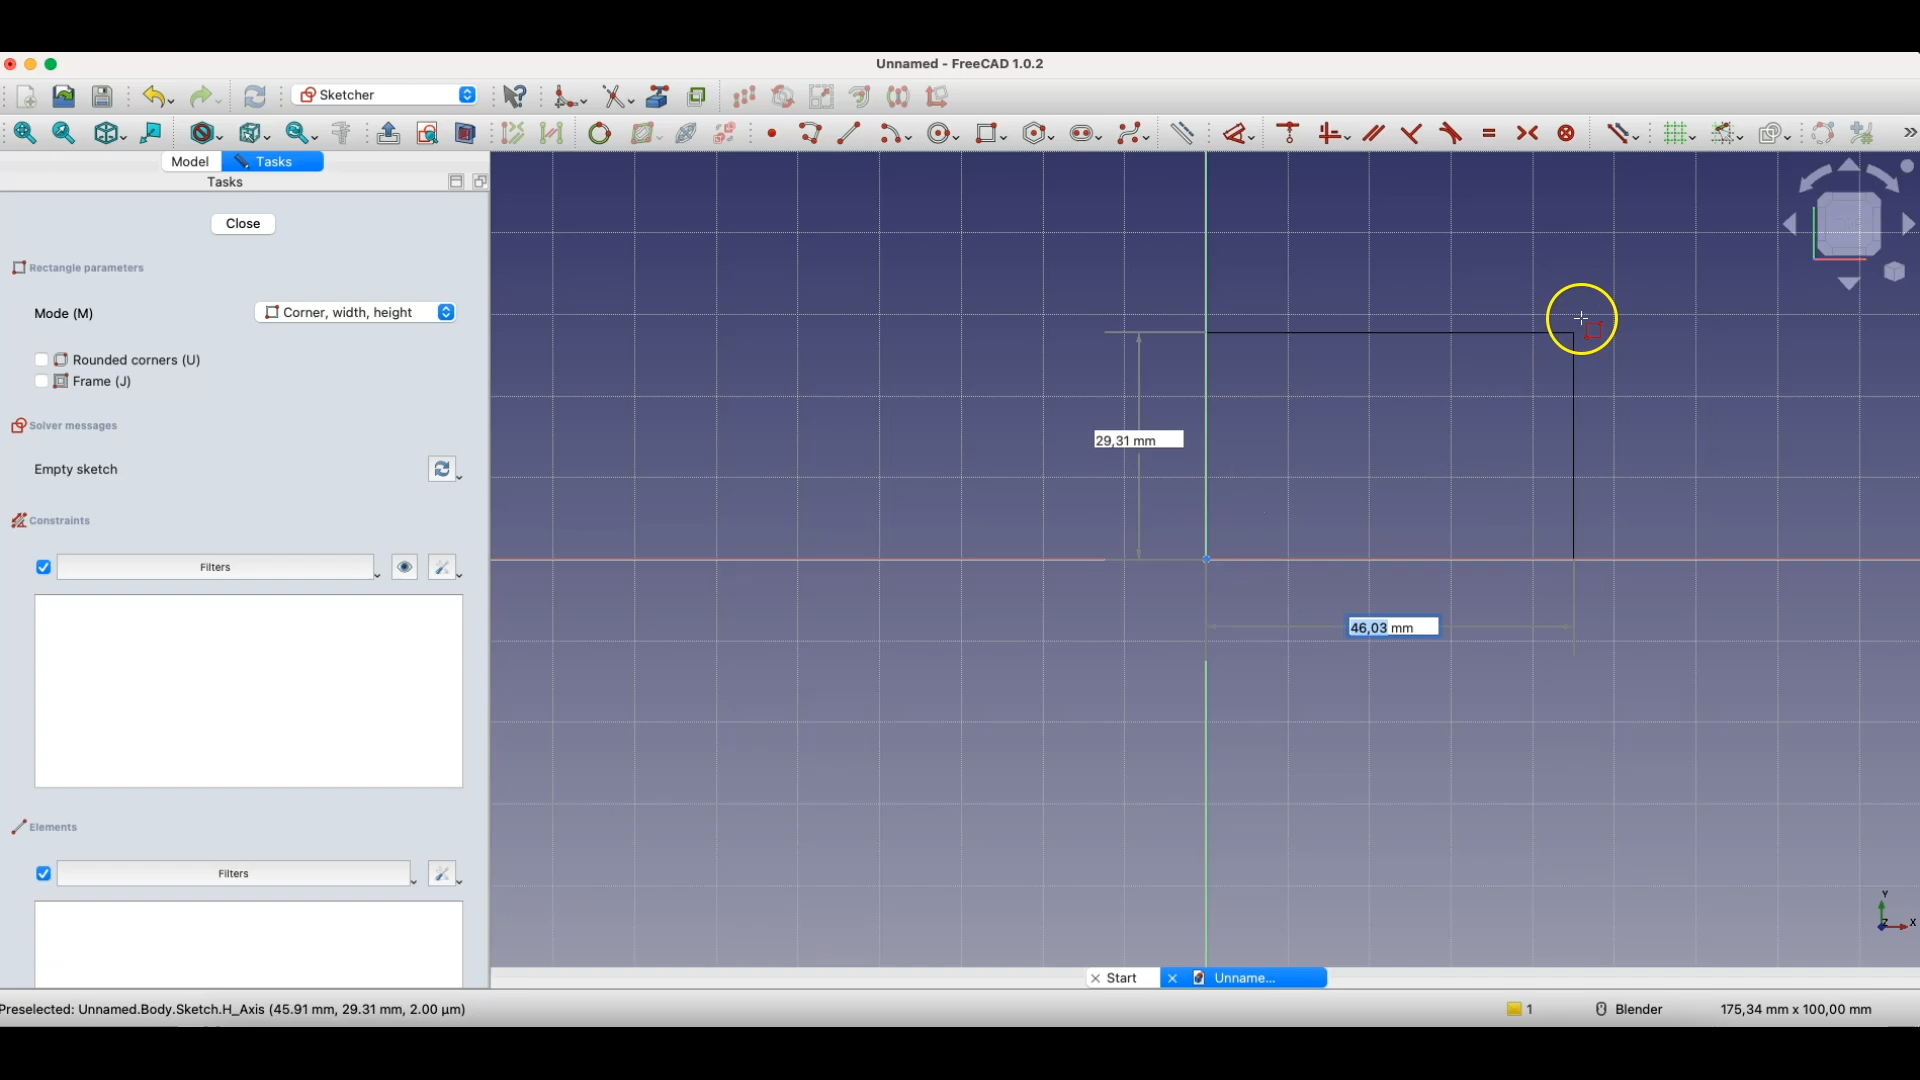 Unnamed - FreeCAD 1.0.2
Sketcher
Model
Tasks
Tasks
Close
Rectangle parameters
Mode (M)
Corner, width, height
Rounded corners (U)
Frame (J)
Solver messages
Empty sketch
Constraints
Filters
Elements
Filters
29,31 mm
46,03 mm
Y
Z
X
Start
Unname...
Preselected: Unnamed.Body.Sketch.H_Axis (45.91 mm, 29.31 mm, 2.00 µm)
1
Blender
175,34 mm x 100,00 mm